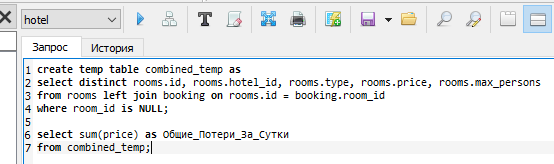 hotel
Запрос
История
1 create temp table combined_temp as
2 select distinct rooms.id, rooms.hotel_id, rooms.type, rooms.price, rooms.max_persons
3 from rooms left join booking on rooms.id = booking.room_id
4 where room_id is NULL;
5
6 select sum(price) as Общие_Потери_За_Сутки
7 from combined_temp;